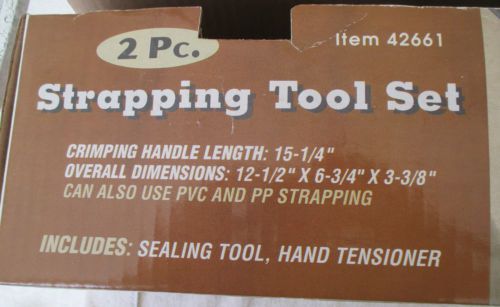 2 Pc.
Item 42661
Strapping Tool Set
CRIMPING HANDLE LENGTH: 15-1/4"
OVERALL DIMENSIONS: 12-1/2" X 6-3/4" X 3-3/8"
CAN ALSO USE PVC AND PP STRAPPING
INCLUDES: SEALING TOOL, HAND TENSIONER